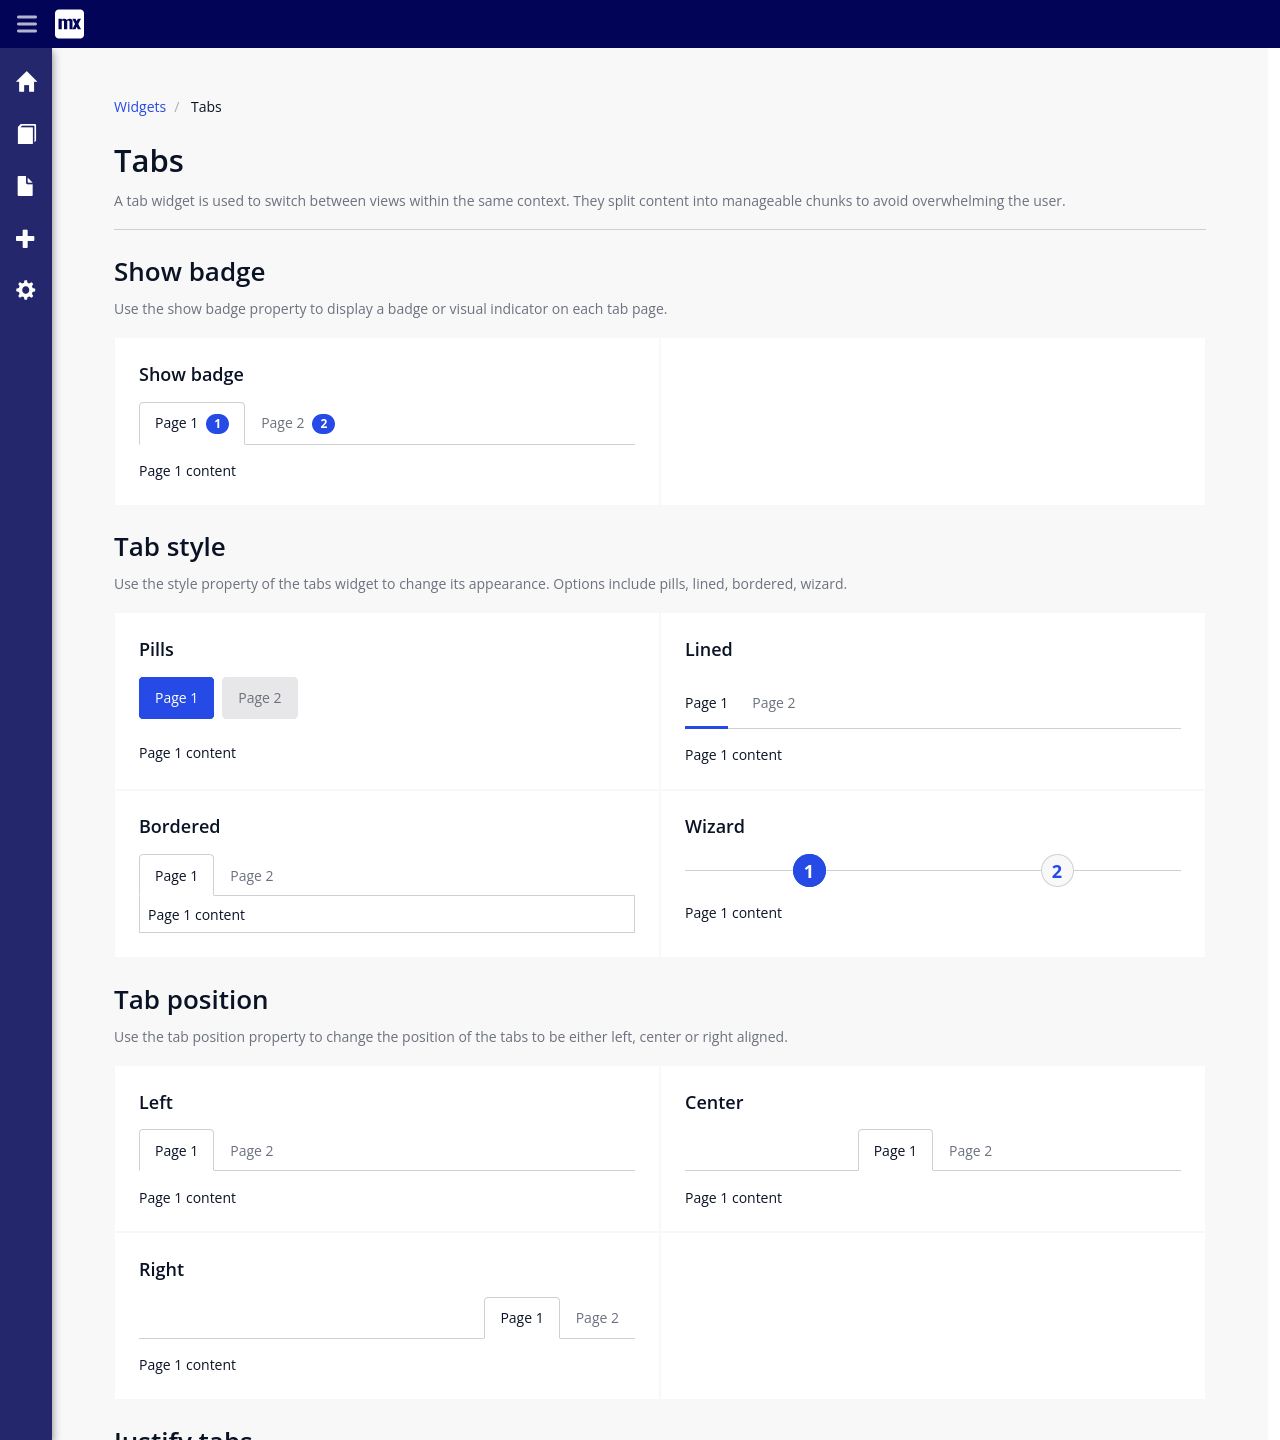 mx
Widgets / Tabs
Tabs
A tab widget is used to switch between views within the same context. They split content into manageable chunks to avoid overwhelming the user.
Show badge
Use the show badge property to display a badge or visual indicator on each tab page.
Show badge
Page 1 1 Page 2 2
Page 1 content
Tab style
Use the style property of the tabs widget to change its appearance. Options include pills, lined, bordered, wizard.
Pills
Page 1 Page 2
Page 1 content
Lined
Page 1 Page 2
Page 1 content
Bordered
Page 1 Page 2
Page 1 content
Wizard
1 2
Page 1 content
Tab position
Use the tab position property to change the position of the tabs to be either left, center or right aligned.
Left
Page 1 Page 2
Page 1 content
Center
Page 1 Page 2
Page 1 content
Right
Page 1 Page 2
Page 1 content
Justify tabs